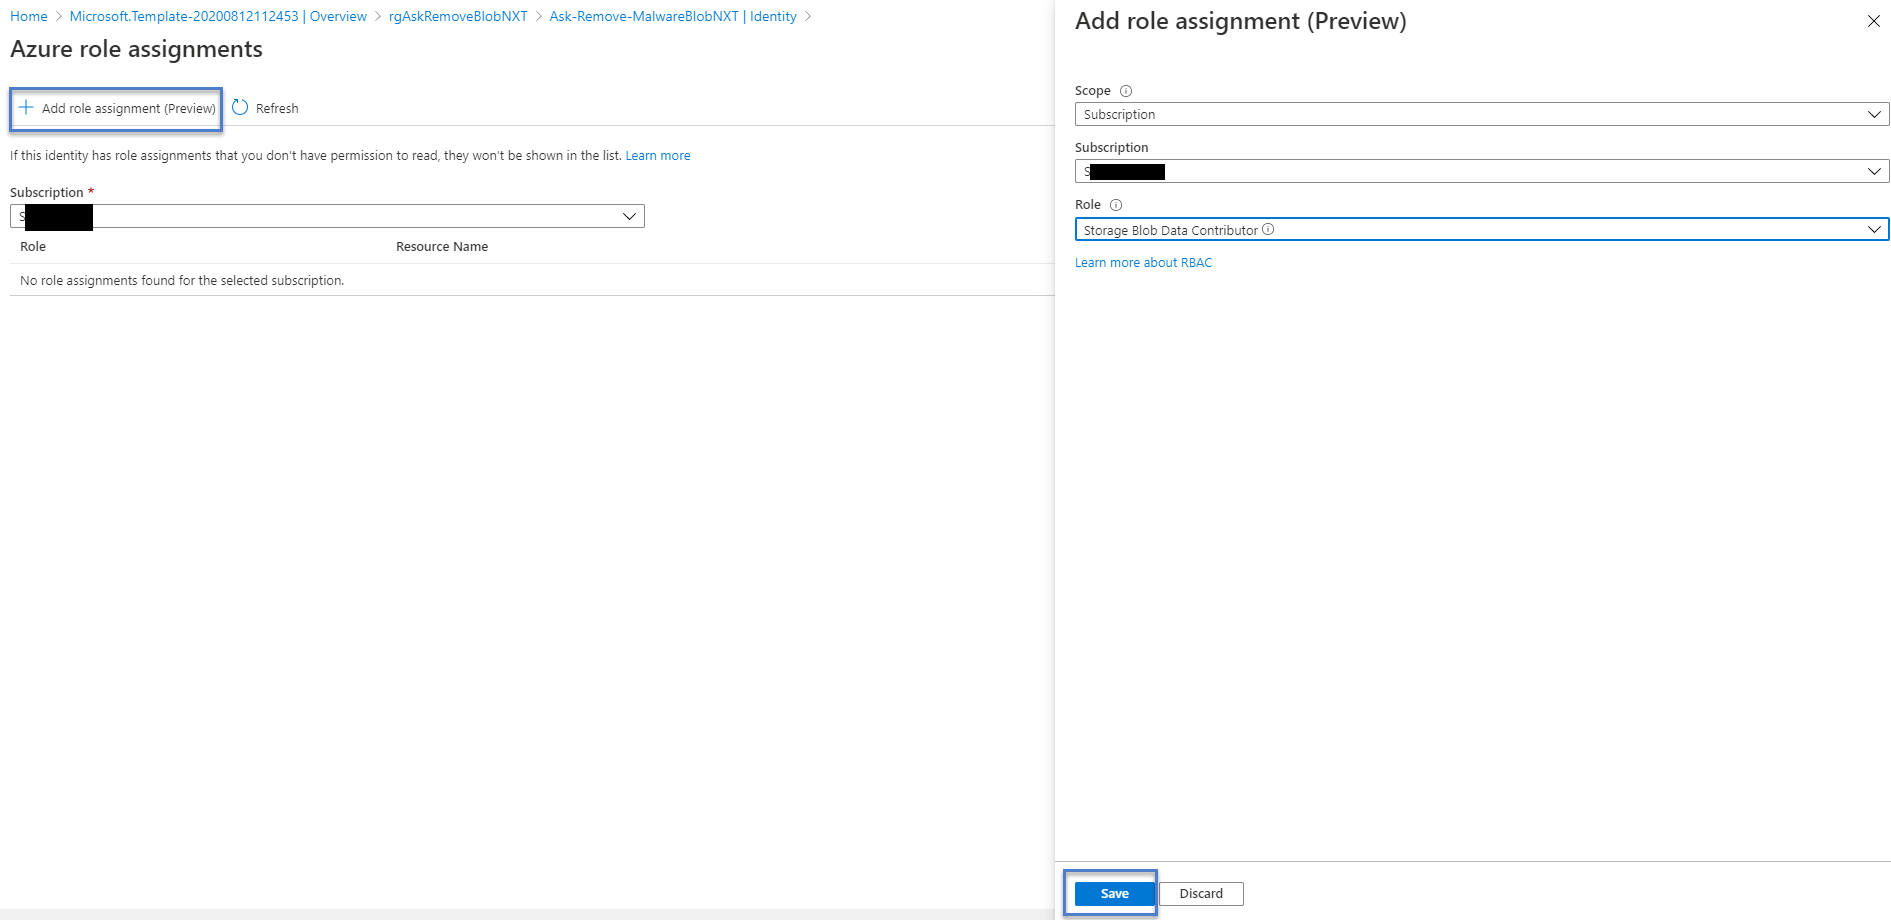 Home > Microsoft.Template-20200812112453 | Overview > rgAskRemoveBlobNXT > Ask-Remove-MalwareBlobNXT | Identity >
Azure role assignments
Add role assignment (Preview) Refresh
If this identity has role assignments that you don't have permission to read, they won't be shown in the list. Learn more
Subscription *
S
Role Resource Name
No role assignments found for the selected subscription.
Add role assignment (Preview)
Scope
Subscription
Subscription
S
Role
Storage Blob Data Contributor
Learn more about RBAC
Save Discard